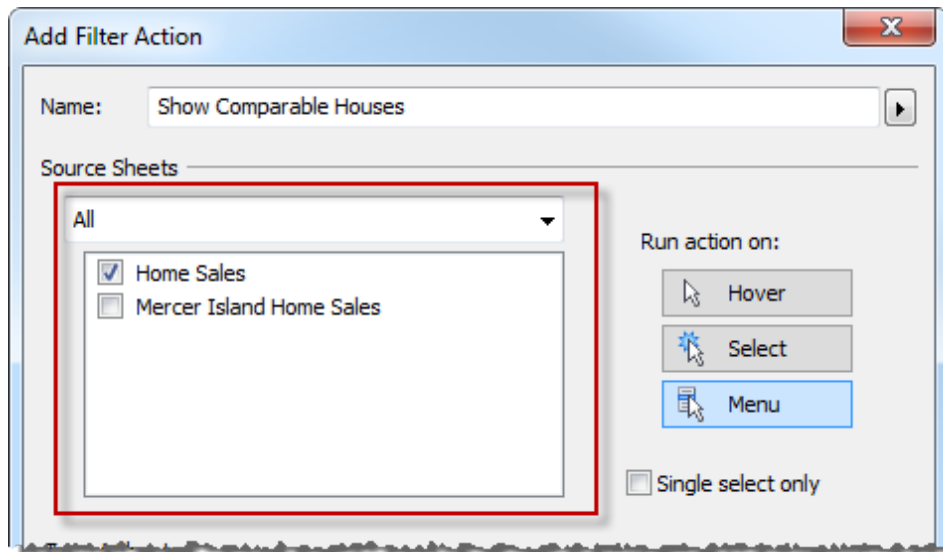 Add Filter Action
Name: Show Comparable Houses
Source Sheets
All
Home Sales
Mercer Island Home Sales
Run action on:
Hover
Select
Menu
Single select only